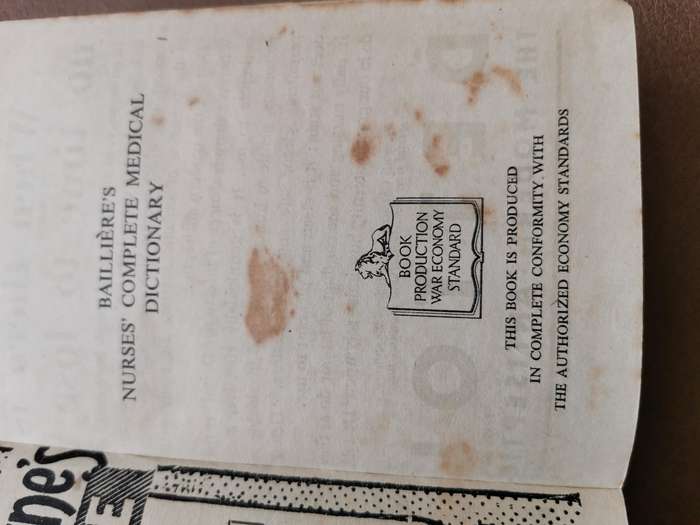 BAILLIÈRE'S
NURSES' COMPLETE MEDICAL
DICTIONARY
BOOK
PRODUCTION
WAR ECONOMY
STANDARD
THIS BOOK IS PRODUCED
IN COMPLETE CONFORMITY WITH
THE AUTHORIZED ECONOMY STANDARDS